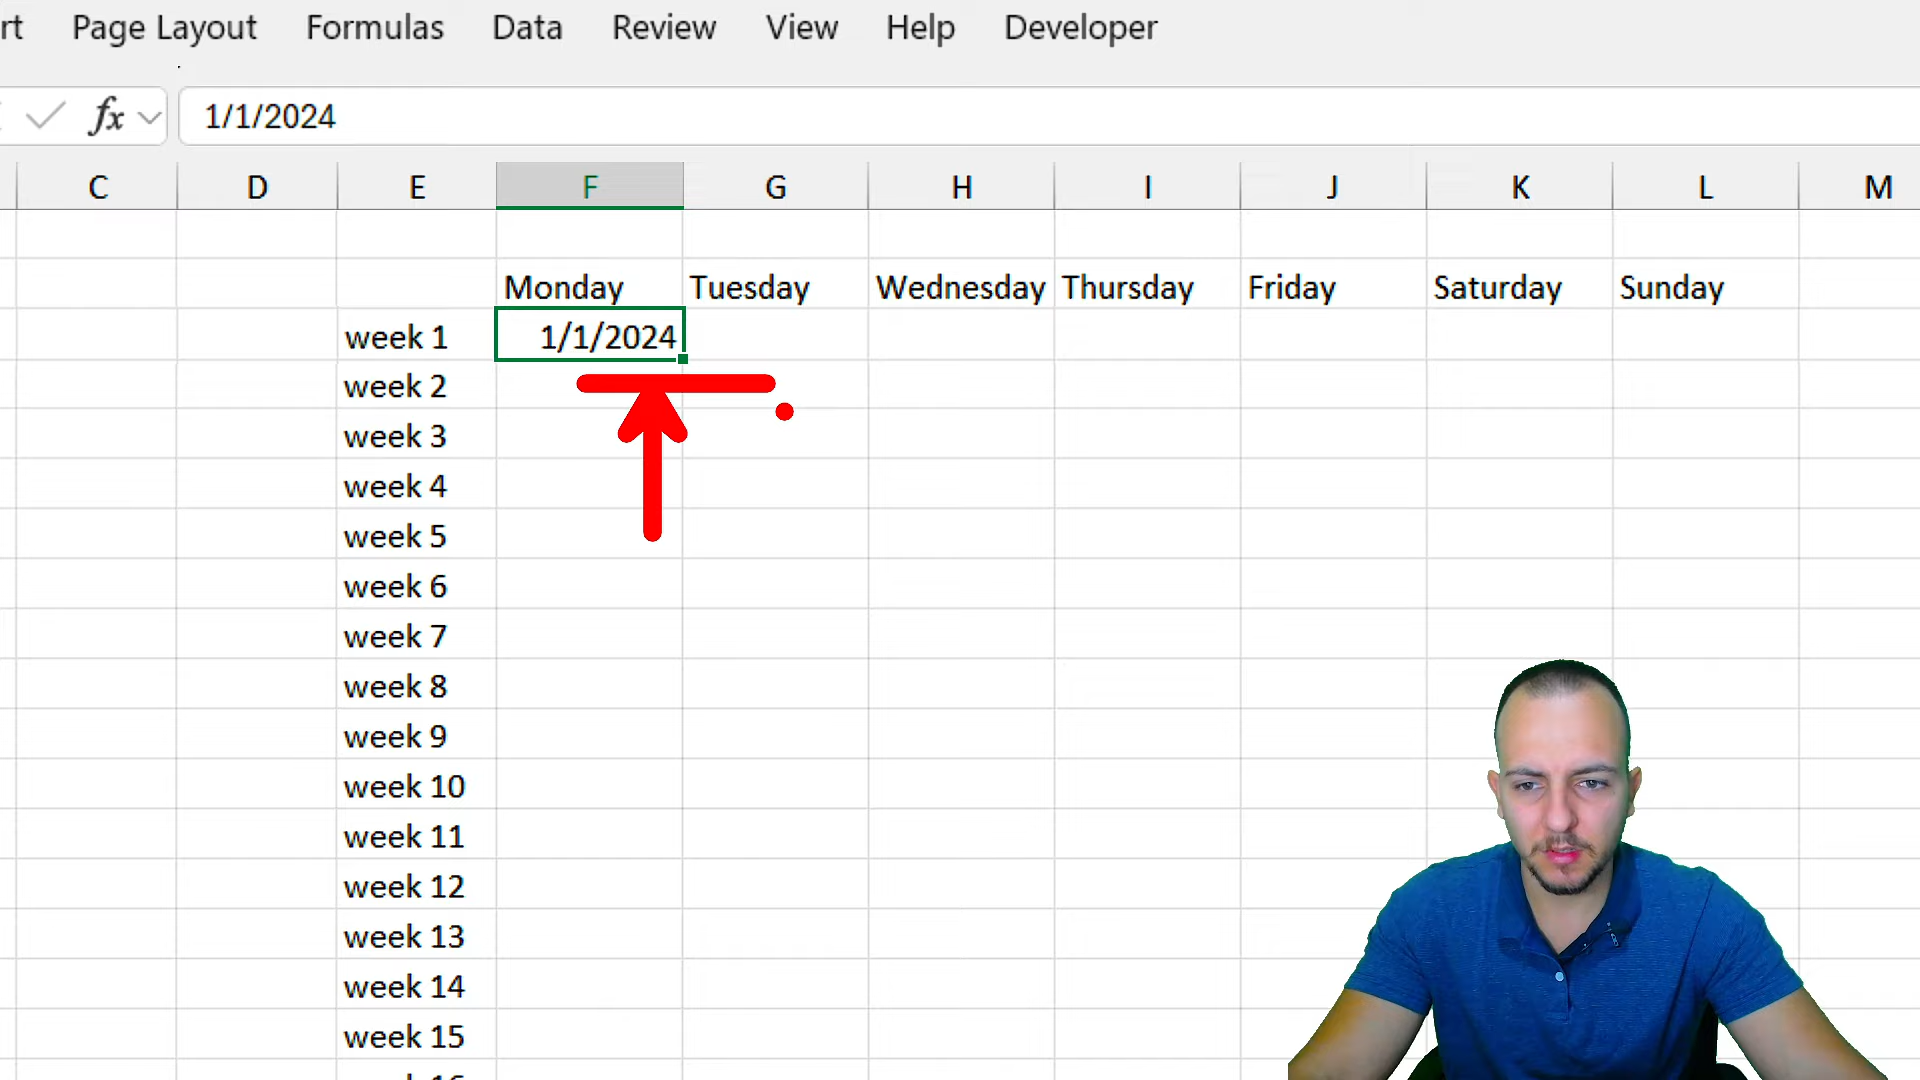 rt Page Layout Formulas Data Review View Help Developer
fx 1/1/2024
C D E F G H I J K L M
Monday Tuesday Wednesday Thursday Friday Saturday Sunday
week 1 1/1/2024
week 2
week 3
week 4
week 5
week 6
week 7
week 8
week 9
week 10
week 11
week 12
week 13
week 14
week 15